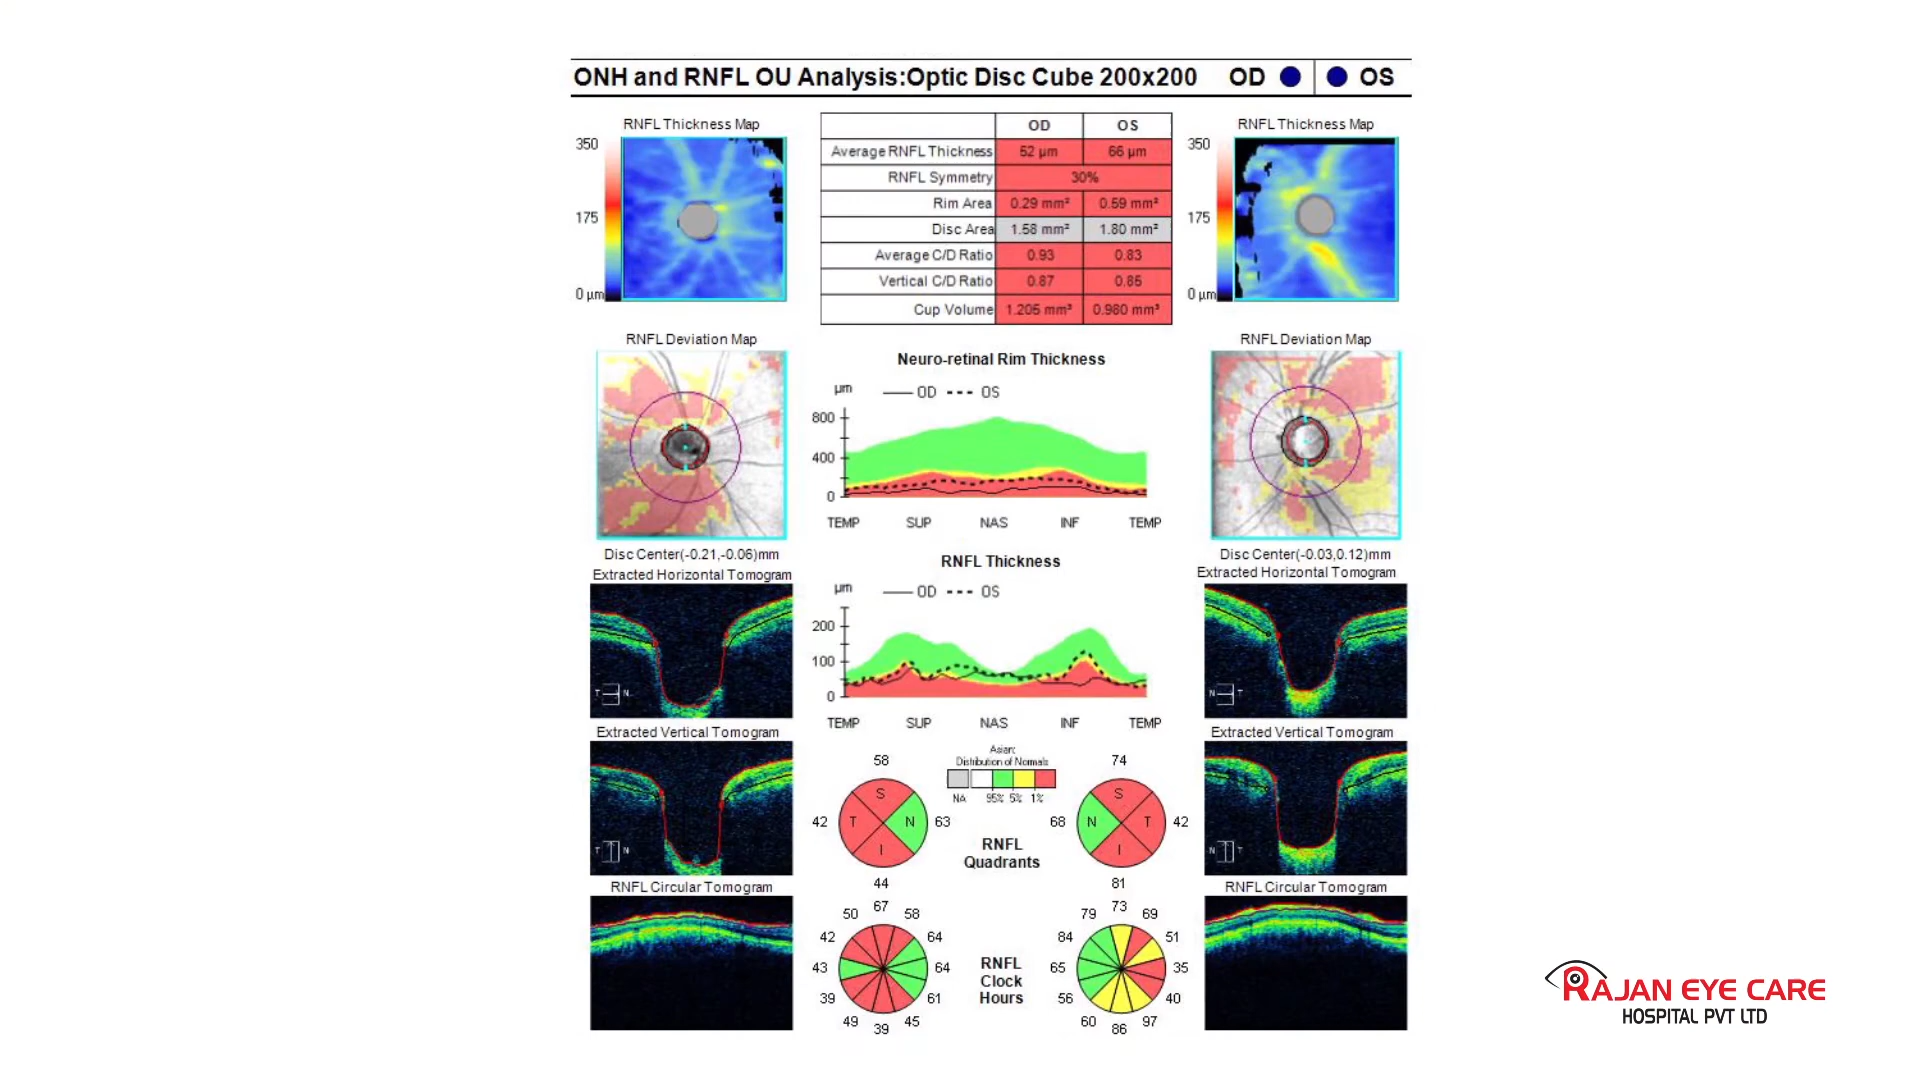 ONH and RNFL OU Analysis:Optic Disc Cube 200x200 OD OS
RNFL Thickness Map
350
175
0 µm
OD OS
Average RNFL Thickness 52 µm 66 µm
RNFL Symmetry 30%
Rim Area 0.29 mm² 0.59 mm²
Disc Area 1.58 mm² 1.80 mm²
Average C/D Ratio 0.93 0.83
Vertical C/D Ratio 0.87 0.85
Cup Volume 1.205 mm³ 0.980 mm³
RNFL Thickness Map
350
175
0 µm
RNFL Deviation Map
Disc Center(-0.21,-0.06)mm
Extracted Horizontal Tomogram
T N
Extracted Vertical Tomogram
T N
RNFL Circular Tomogram
Neuro-retinal Rim Thickness
µm OD OS
800
400
0
TEMP SUP NAS INF TEMP
RNFL Thickness
µm OD OS
200
100
0
TEMP SUP NAS INF TEMP
Asian:
Distribution of Normals
NA 95% 5% 1%
58
S
42 T N 63
I
44
RNFL
Quadrants
74
S
68 N T 42
I
81
67
50 58
42 64
43 64
39 61
49 45
39
RNFL
Clock
Hours
73
79 69
84 51
65 35
56 40
60 97
86
RNFL Deviation Map
Disc Center(-0.03,0.12)mm
Extracted Horizontal Tomogram
N T
Extracted Vertical Tomogram
N T
RNFL Circular Tomogram
RAJAN EYE CARE
HOSPITAL PVT LTD